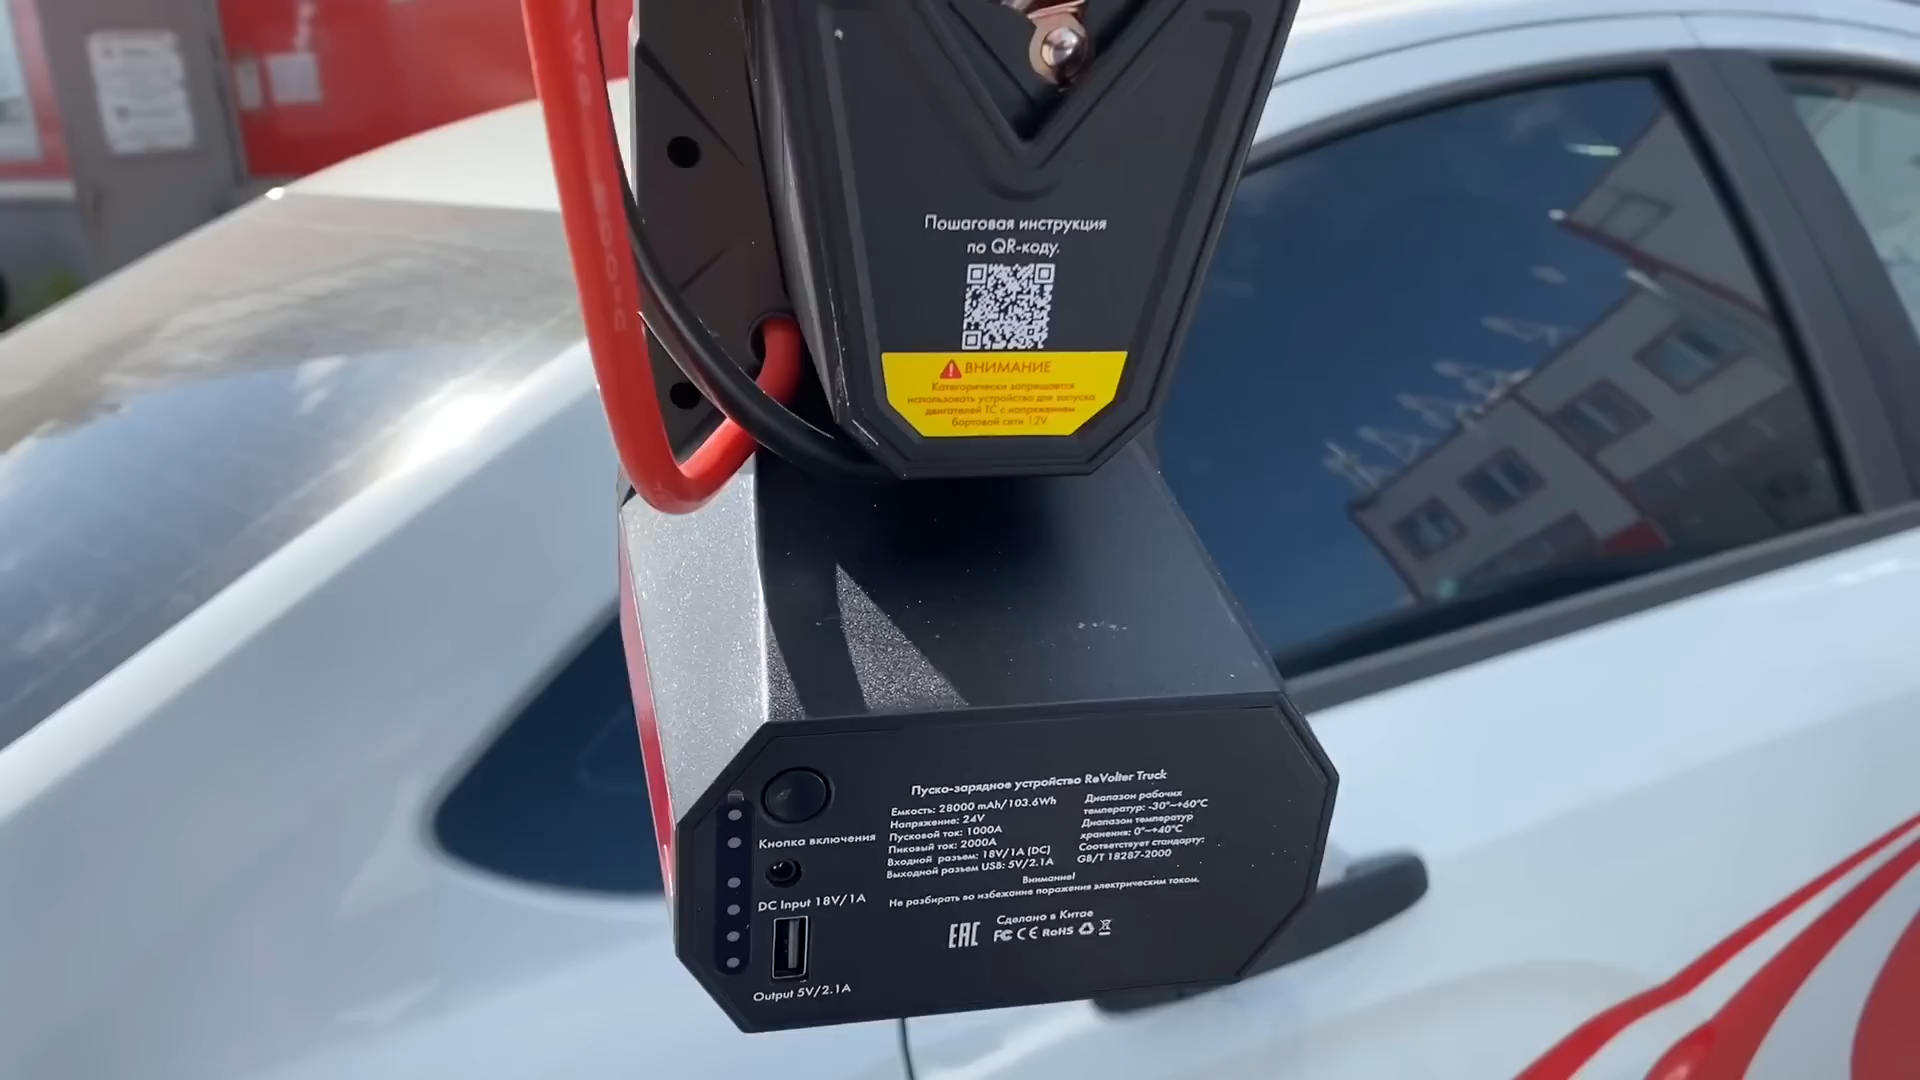 Пошаговая инструкция
по QR-коду.
ВНИМАНИЕ
Категорически запрещается
использовать устройство для запуска
двигателей ТС с напряжением
бортовой сети 12V
Пуско-зарядное устройство ReVolter Truck
Емкость: 28000 mAh/103.6Wh
Напряжение: 24V
Пусковой ток: 1000A
Пиковый ток: 2000A
Входной разъем: 18V/1A (DC)
Выходной разъем USB: 5V/2.1A
Диапазон рабочих
температур: -30°~+60°C
Диапазон температур
хранения: 0°~+40°C
Соответствует стандарту:
GB/T 18287-2000
Внимание!
Не разбирать во избежание поражения электрическим током.
Сделано в Китае
EAC FC CE RoHS
Кнопка включения
DC Input 18V/1A
Output 5V/2.1A